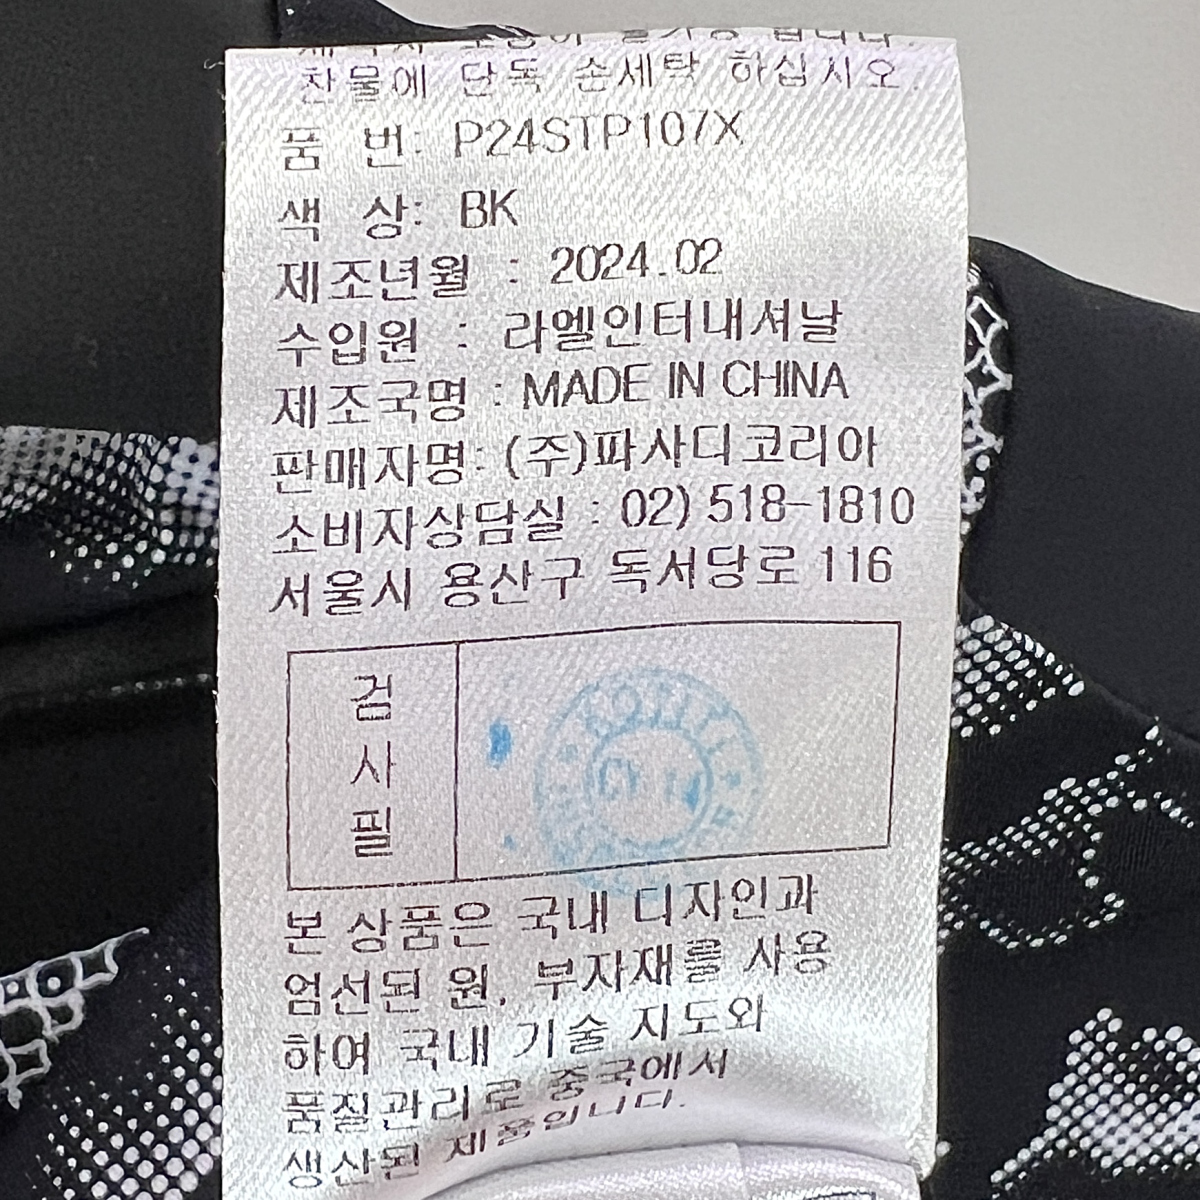 찬물에 단독 손세탁 하십시오.
품 번: P24STP107X
색 상: BK
제조년월 : 2024.02
수입원 : 라엘인터내셔날
제조국명 : MADE IN CHINA
판매자명: (주)파사디코리아
소비자상담실 : 02) 518-1810
서울시 용산구 독서당로 116
검
사
필
본 상품은 국내 디자인과
엄선된 원, 부자재를 사용
하여 국내 기술 지도와
품질관리로 중국에서
생산된 제품입니다.